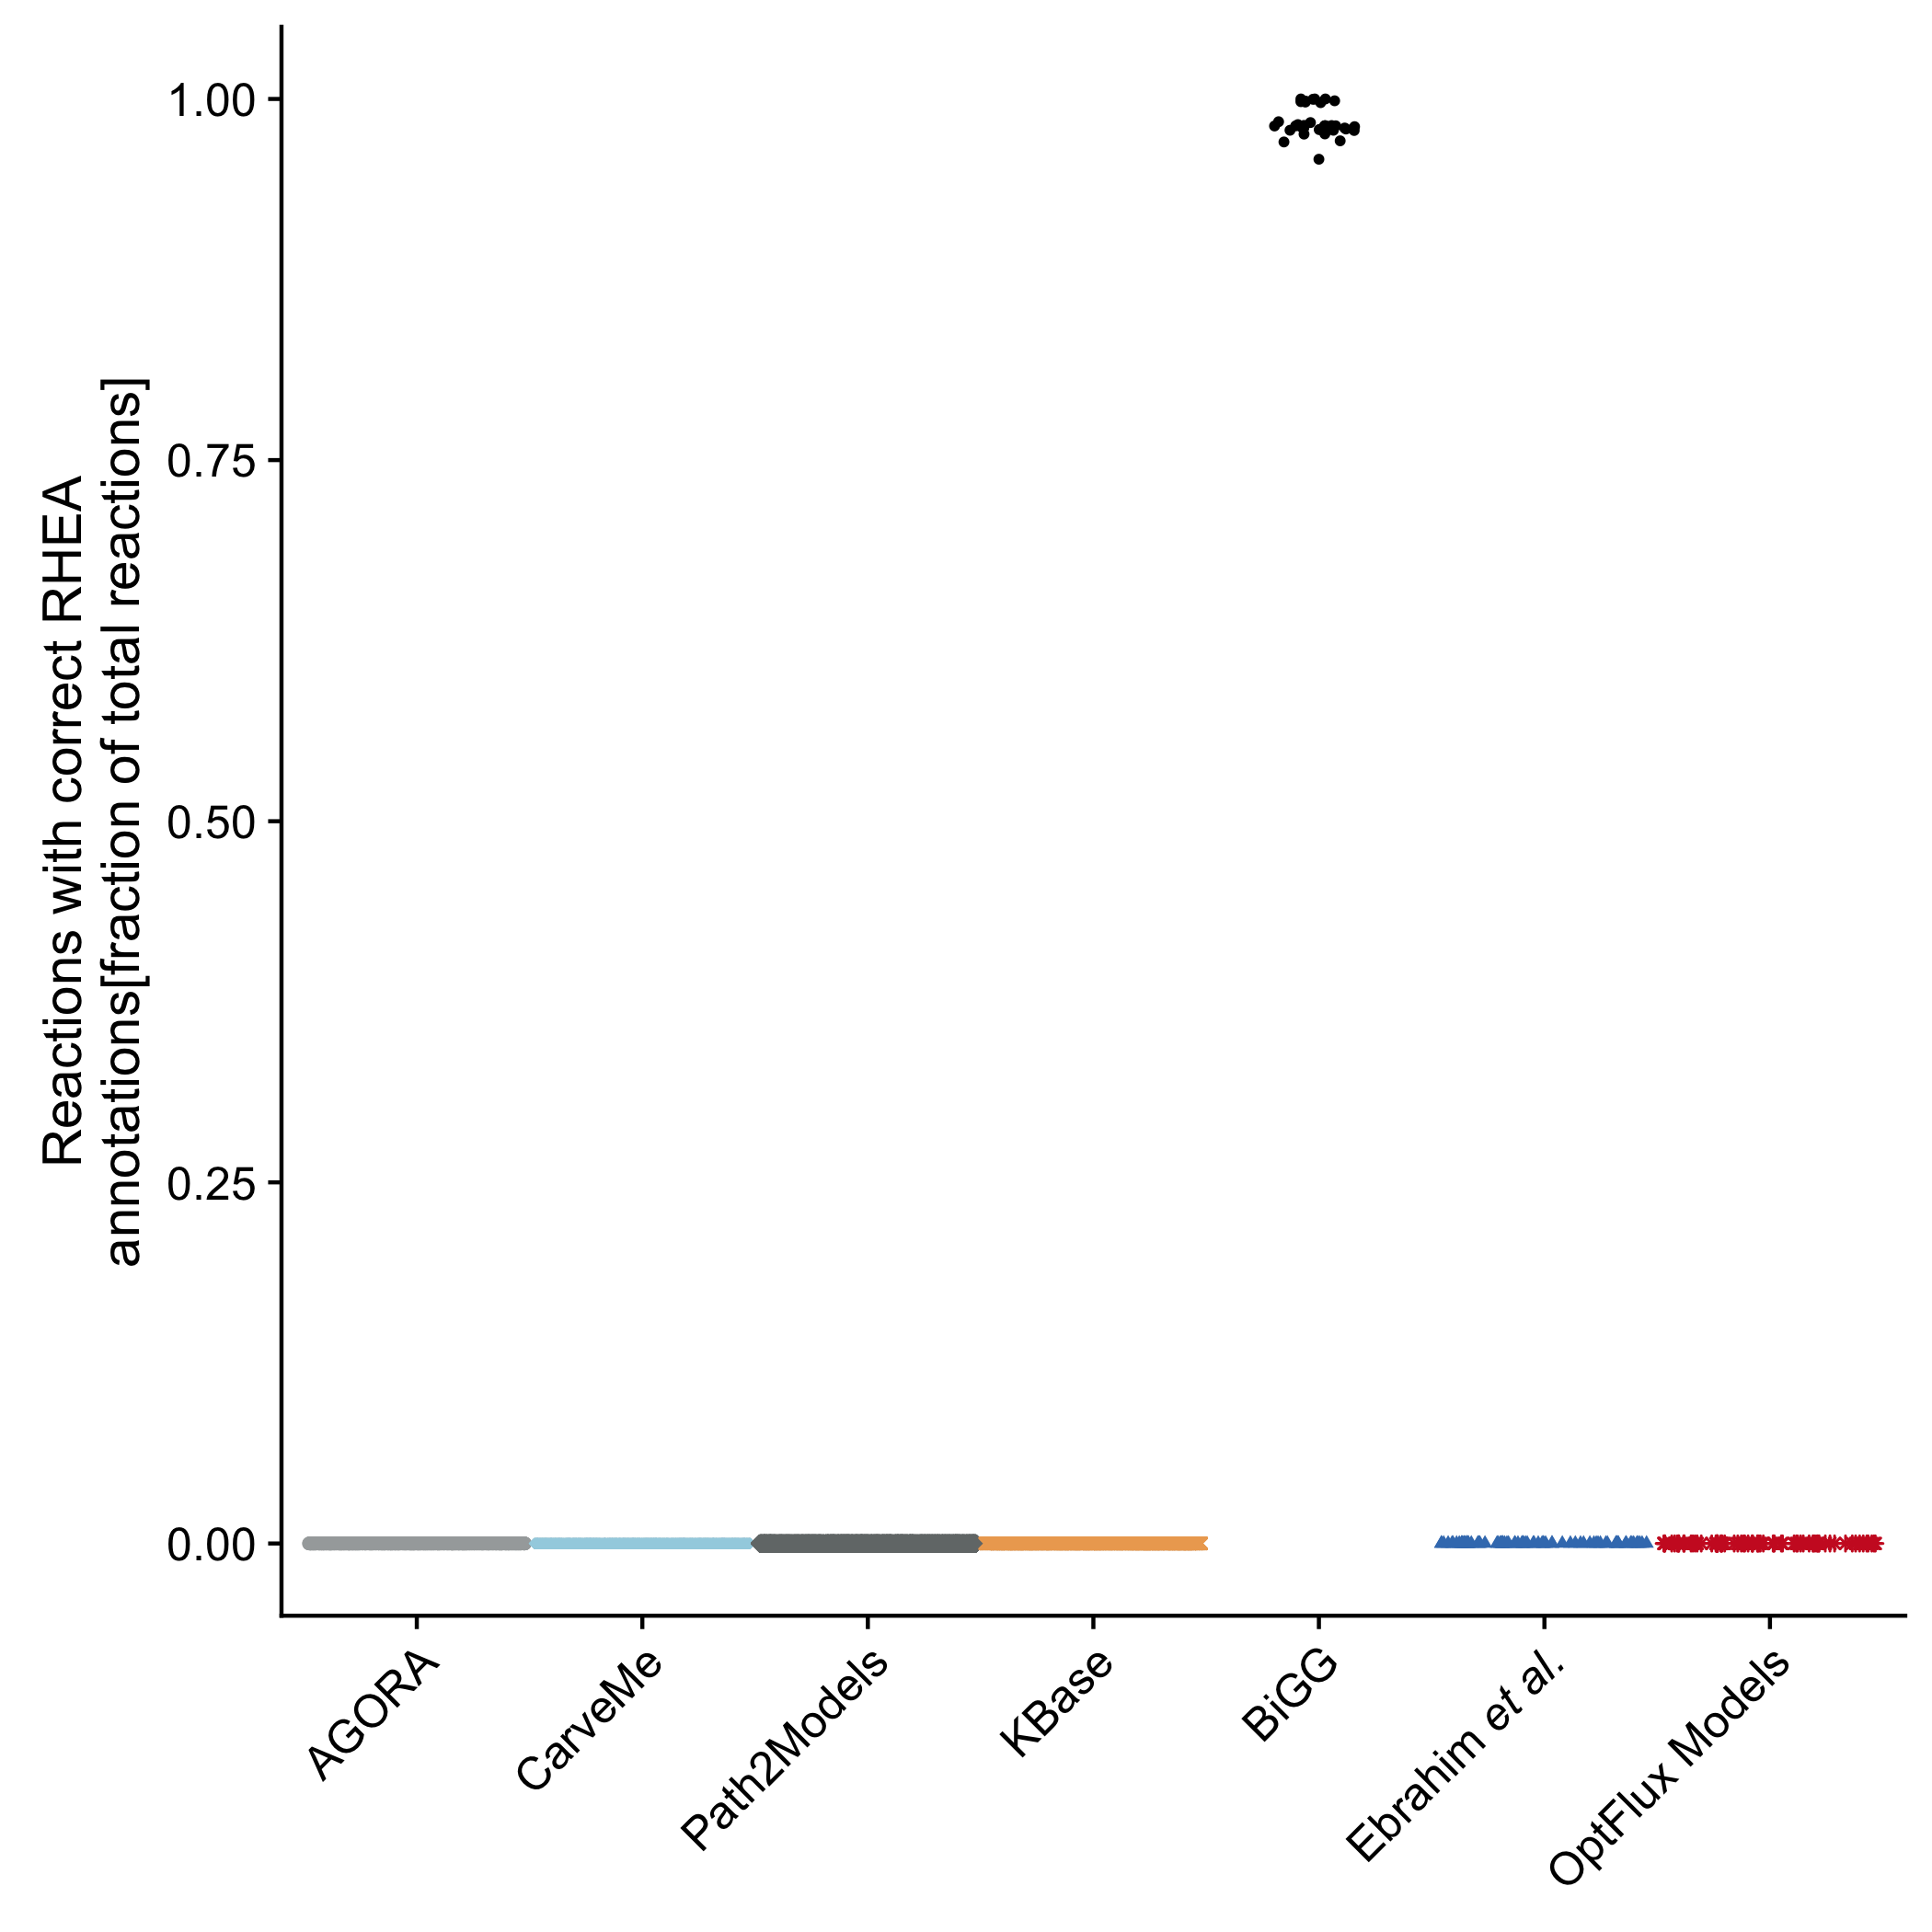 Reactions with correct RHEA
annotations[fraction of total reactions]
1.00
0.75
0.50
0.25
0.00
AGORA
CarveMe
Path2Models
KBase
BiGG
Ebrahim et al.
OptFlux Models